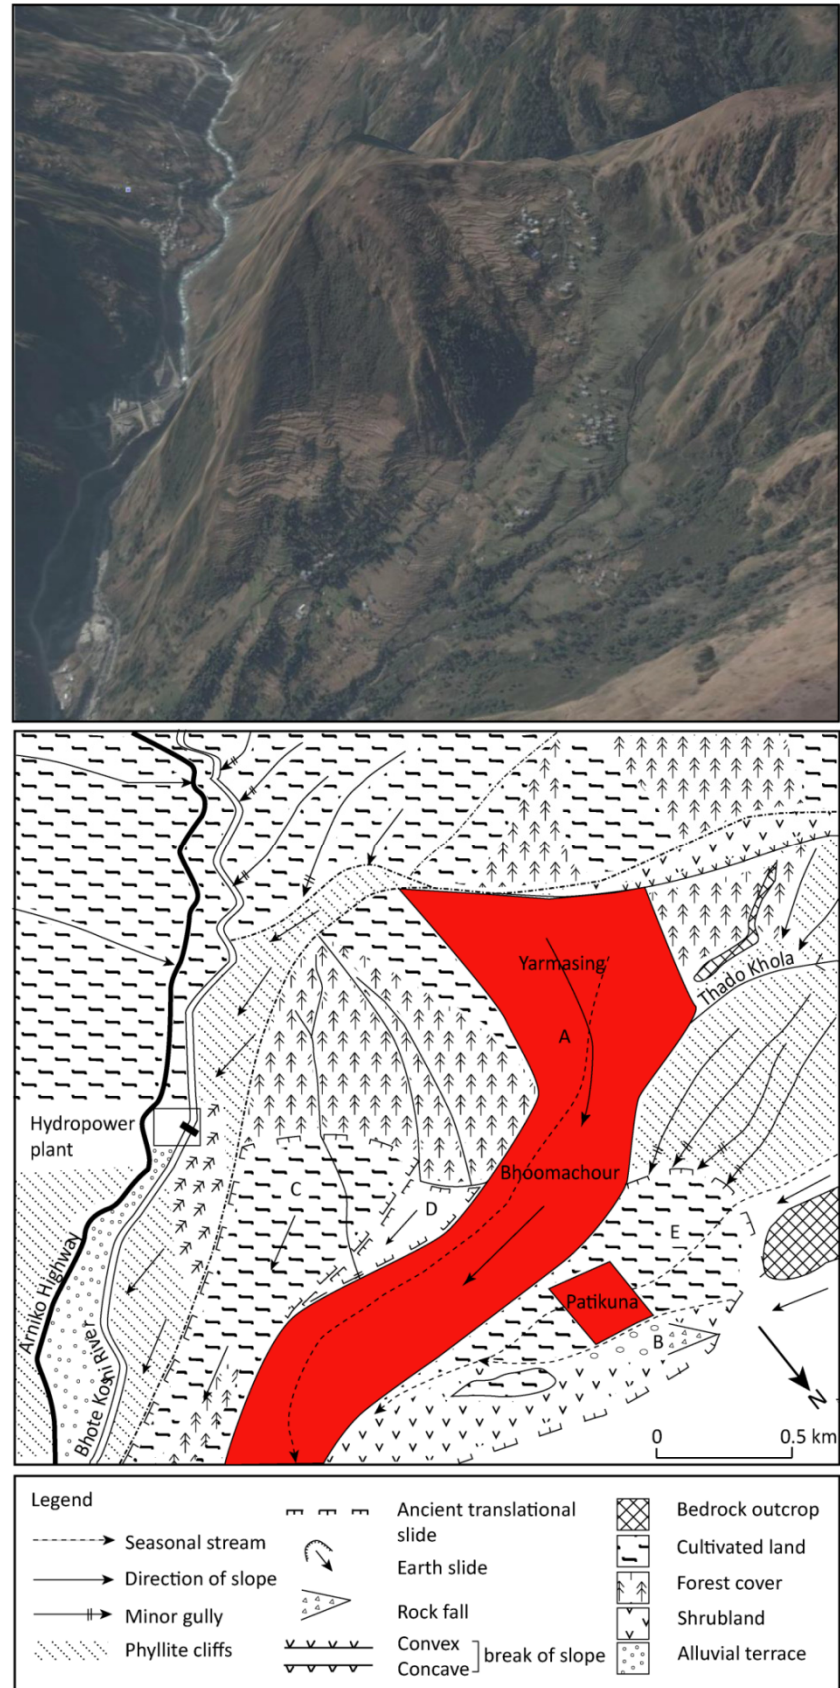 Yarmasing
Thado Khola
A
Hydropower
plant
Bhoomachour
C
D
E
Patikuna
B
Arniko Highway
Bhote Koshi River
N
0 0.5 km
Legend
Seasonal stream
Direction of slope
Minor gully
Phyllite cliffs
Ancient translational
slide
Earth slide
Rock fall
Convex
Concave
break of slope
Bedrock outcrop
Cultivated land
Forest cover
Shrubland
Alluvial terrace